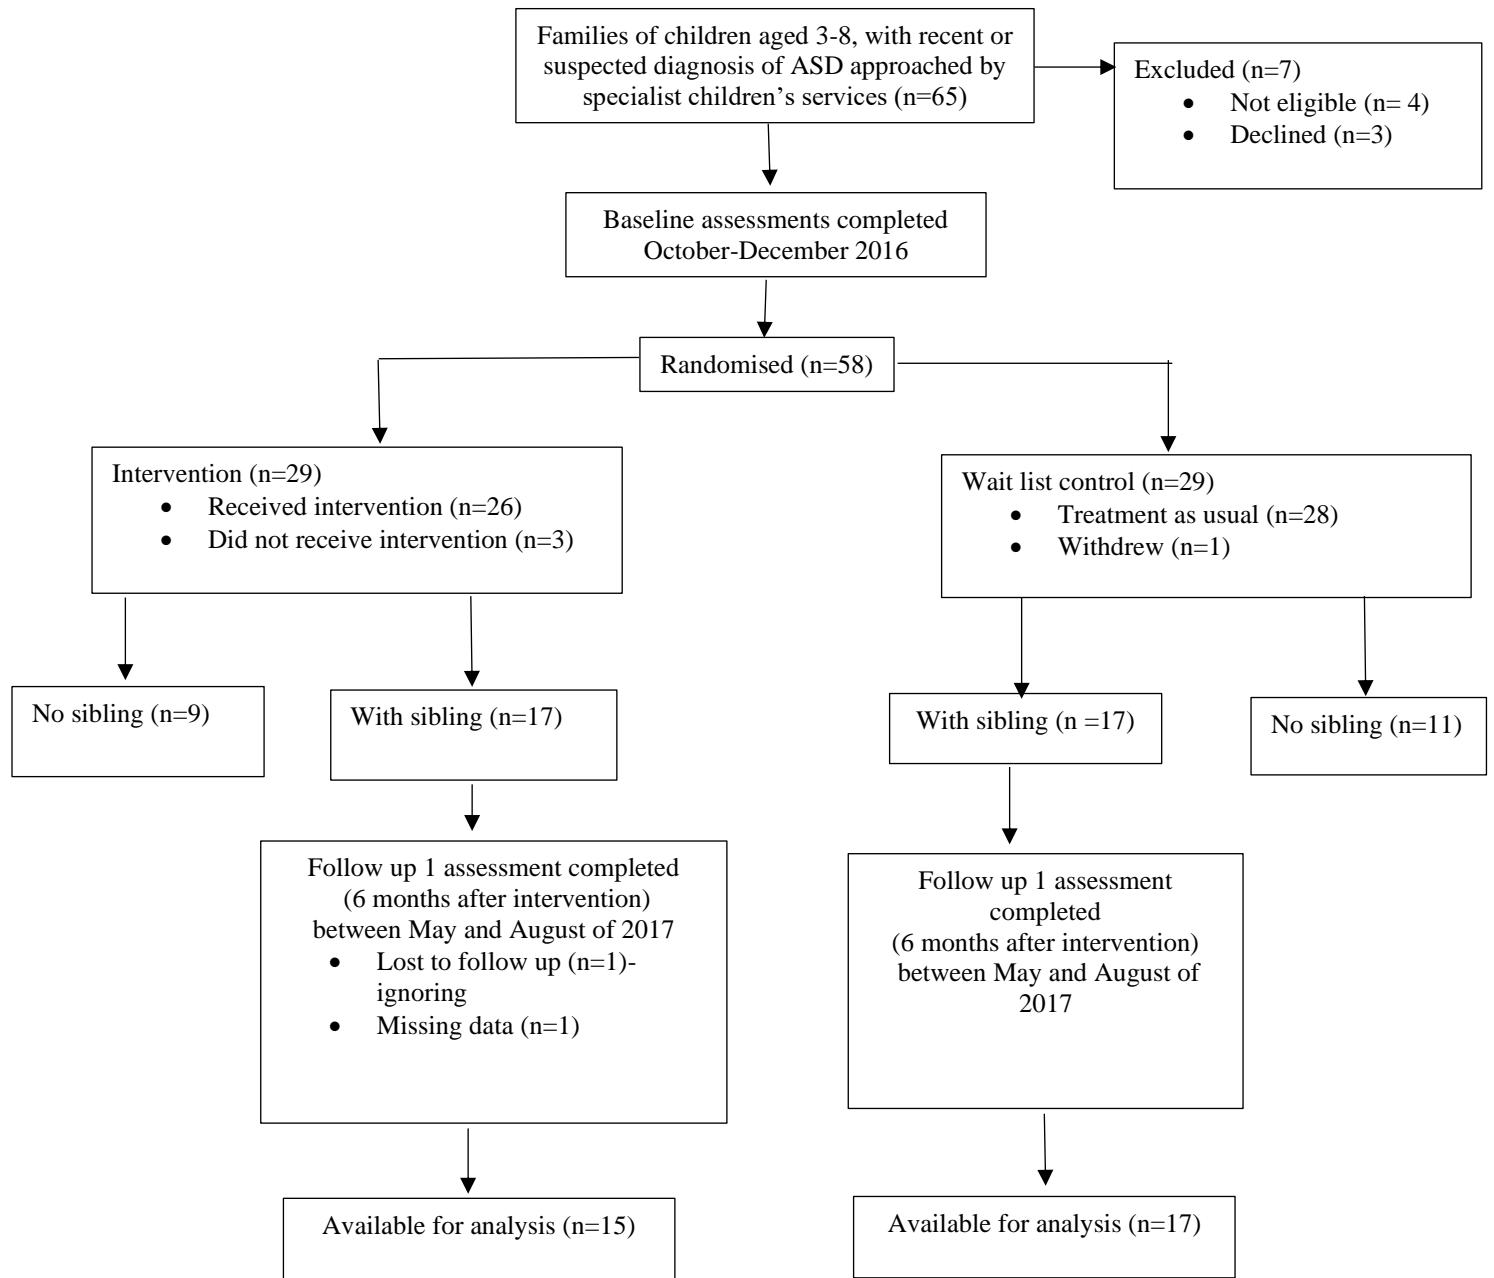 Families of children aged 3-8, with recent or
suspected diagnosis of ASD approached by
specialist children's services (n=65)
Excluded (n=7)
• Not eligible (n= 4)
• Declined (n=3)
Baseline assessments completed
October-December 2016
Randomised (n=58)
Intervention (n=29)
• Received intervention (n=26)
• Did not receive intervention (n=3)
Wait list control (n=29)
• Treatment as usual (n=28)
• Withdrew (n=1)
No sibling (n=9)
With sibling (n=17)
With sibling (n =17)
No sibling (n=11)
Follow up 1 assessment completed
(6 months after intervention)
between May and August of 2017
• Lost to follow up (n=1)-
ignoring
• Missing data (n=1)
Follow up 1 assessment
completed
(6 months after intervention)
between May and August of
2017
Available for analysis (n=15)
Available for analysis (n=17)